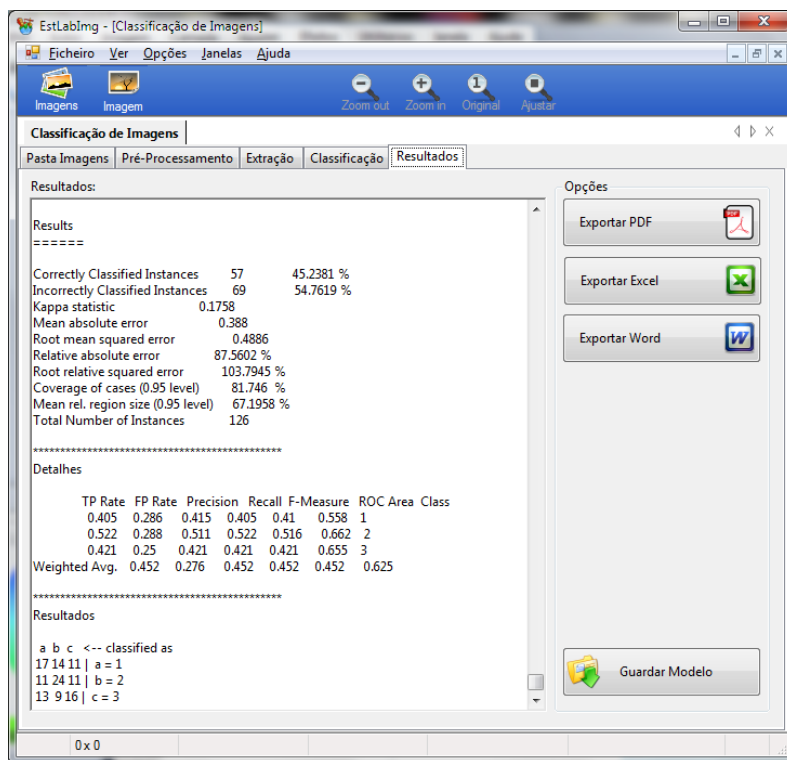 EstLabImg - [Classificação de Imagens]
Ficheiro Ver Opções Janelas Ajuda
Imagens Imagem Zoom out Zoom in Original Ajustar
Classificação de Imagens
Pasta Imagens Pré-Processamento Extração Classificação Resultados
Resultados:
Results
======
Correctly Classified Instances 57 45.2381 %
Incorrectly Classified Instances 69 54.7619 %
Kappa statistic 0.1758
Mean absolute error 0.388
Root mean squared error 0.4886
Relative absolute error 87.5602 %
Root relative squared error 103.7945 %
Coverage of cases (0.95 level) 81.746 %
Mean rel. region size (0.95 level) 67.1958 %
Total Number of Instances 126
**********************************************
Detalhes
TP Rate FP Rate Precision Recall F-Measure ROC Area Class
0.405 0.286 0.415 0.405 0.41 0.558 1
0.522 0.288 0.511 0.522 0.516 0.662 2
0.421 0.25 0.421 0.421 0.421 0.655 3
Weighted Avg. 0.452 0.276 0.452 0.452 0.452 0.625
**********************************************
Resultados
a b c <-- classified as
17 14 11 | a = 1
11 24 11 | b = 2
13 9 16 | c = 3
Opções
Exportar PDF
Exportar Excel
Exportar Word
Guardar Modelo
0 x 0